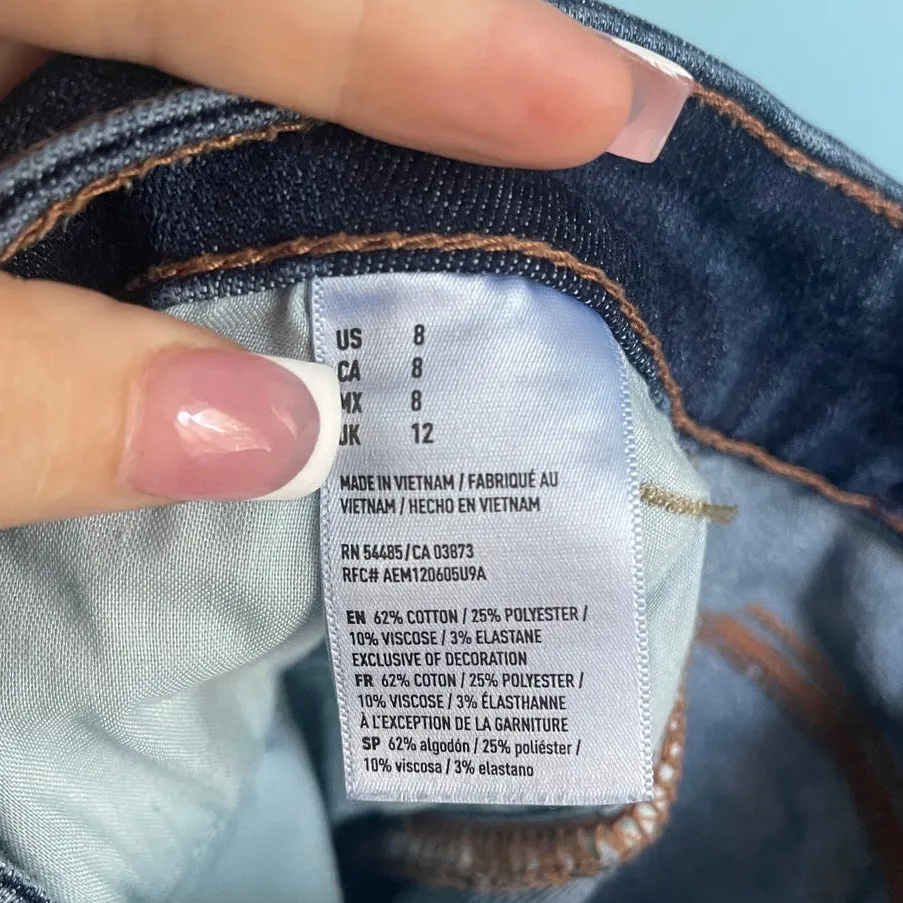 US 8
CA 8
MX 8
UK 12
MADE IN VIETNAM / FABRIQUÉ AU
VIETNAM / HECHO EN VIETNAM
RN 54485/CA 03873
RFC# AEM120605U9A
EN 62% COTTON / 25% POLYESTER /
10% VISCOSE / 3% ELASTANE
EXCLUSIVE OF DECORATION
FR 62% COTON / 25% POLYESTER /
10% VISCOSE / 3% ÉLASTHANNE
À L'EXCEPTION DE LA GARNITURE
SP 62% algodón / 25% poliéster /
10% viscosa / 3% elastano